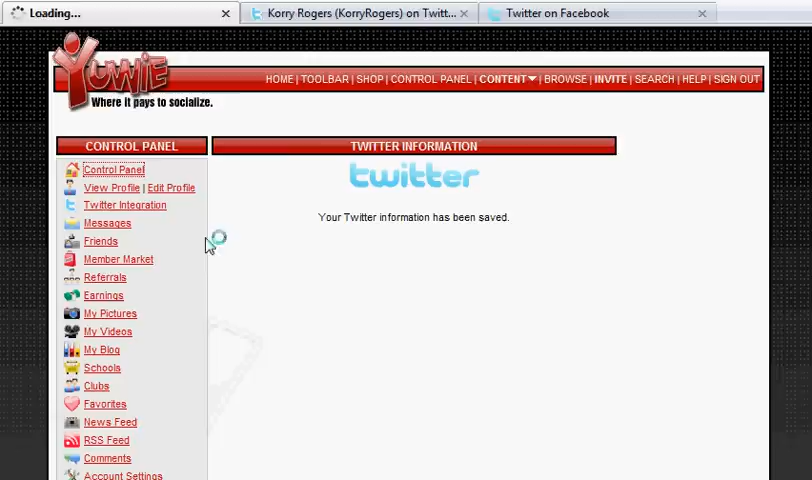 Loading...
Korry Rogers (KorryRogers) on Twitt...
Twitter on Facebook
YUWIE
Where it pays to socialize.
HOME | TOOLBAR | SHOP | CONTROL PANEL | CONTENT | BROWSE | INVITE | SEARCH | HELP | SIGN OUT
CONTROL PANEL
TWITTER INFORMATION
twitter
Your Twitter information has been saved.
Control Panel
View Profile | Edit Profile
Twitter Integration
Messages
Friends
Member Market
Referrals
Earnings
My Pictures
My Videos
My Blog
Schools
Clubs
Favorites
News Feed
RSS Feed
Comments
Account Settings